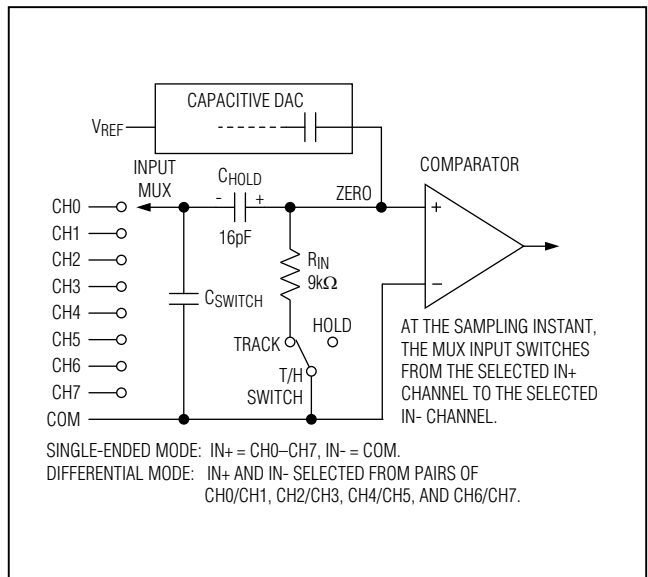 CAPACITIVE DAC
VREF
COMPARATOR
INPUT
MUX
CHOLD
ZERO
- +
16pF
+
−
CH0
CH1
CH2
CH3
CH4
CH5
CH6
CH7
COM
CSWITCH
RIN
9kΩ
HOLD
TRACK
T/H
SWITCH
AT THE SAMPLING INSTANT,
THE MUX INPUT SWITCHES
FROM THE SELECTED IN+
CHANNEL TO THE SELECTED
IN- CHANNEL.
SINGLE-ENDED MODE: IN+ = CH0–CH7, IN- = COM.
DIFFERENTIAL MODE: IN+ AND IN- SELECTED FROM PAIRS OF
CH0/CH1, CH2/CH3, CH4/CH5, AND CH6/CH7.